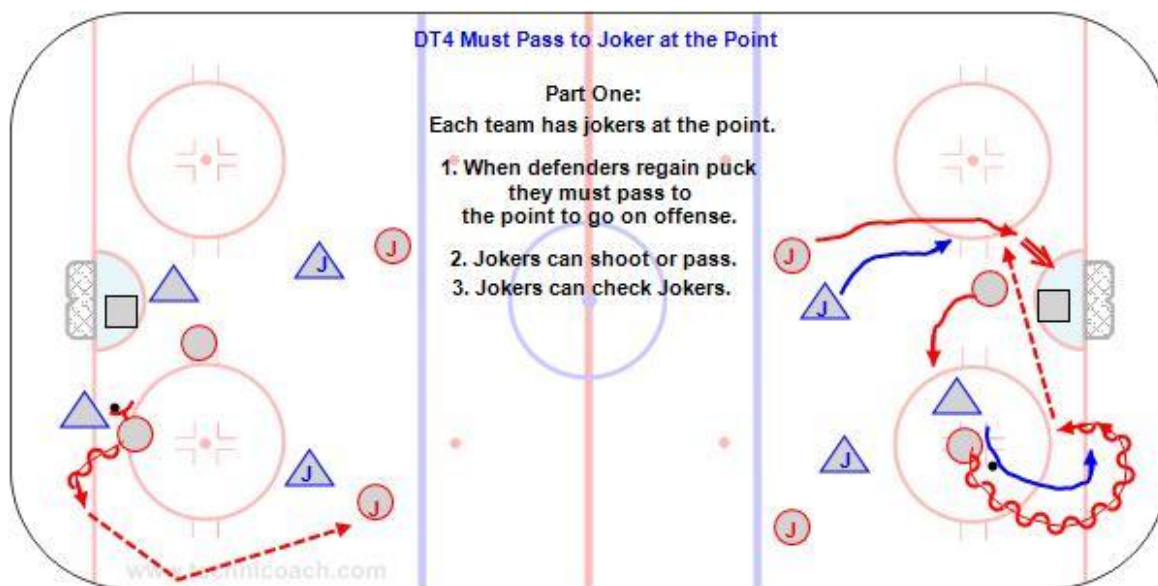 DT4 Must Pass to Joker at the Point
Part One:
Each team has jokers at the point.
1. When defenders regain puck
they must pass to
the point to go on offense.
2. Jokers can shoot or pass.
3. Jokers can check Jokers.
J
J
J
J
J
J
J
J
www.technicoach.com